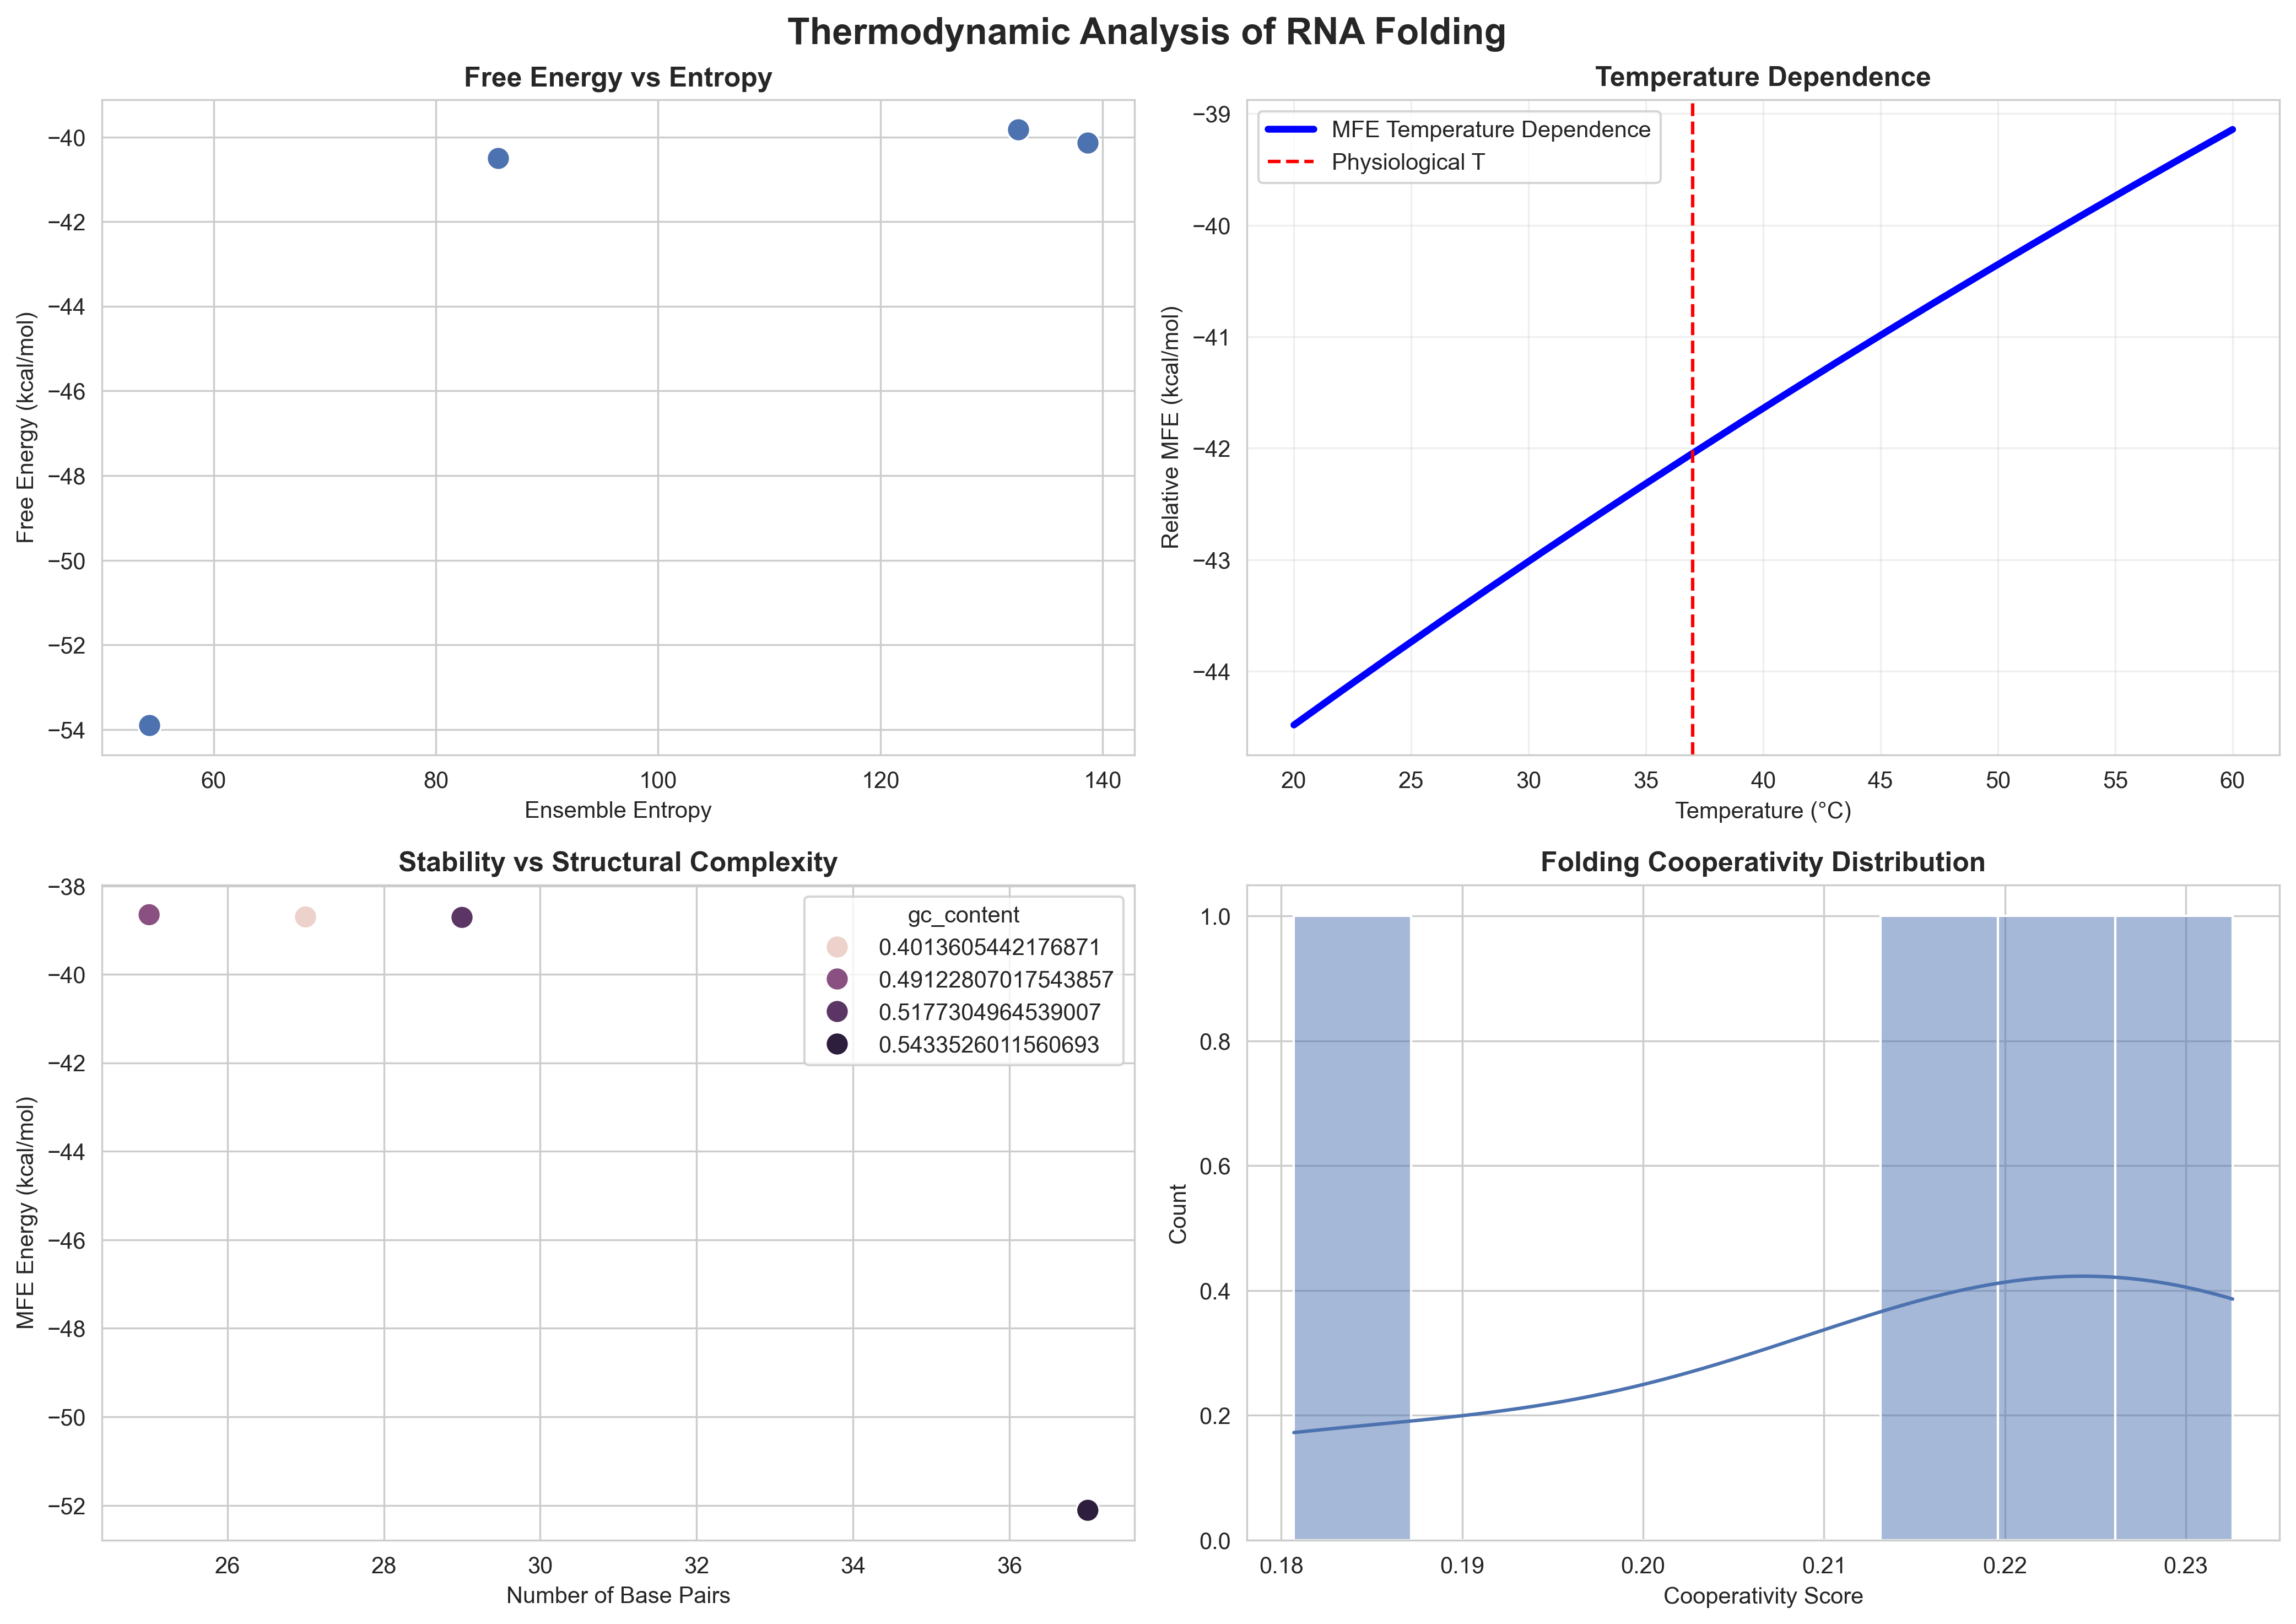 Thermodynamic Analysis of RNA Folding
Free Energy vs Entropy
Free Energy (kcal/mol)
−40
−42
−44
−46
−48
−50
−52
−54
60 80 100 120 140
Ensemble Entropy
Temperature Dependence
MFE Temperature Dependence
Physiological T
Relative MFE (kcal/mol)
−39
−40
−41
−42
−43
−44
20 25 30 35 40 45 50 55 60
Temperature (°C)
Stability vs Structural Complexity
gc_content
0.4013605442176871
0.49122807017543857
0.5177304964539007
0.5433526011560693
MFE Energy (kcal/mol)
−38
−40
−42
−44
−46
−48
−50
−52
26 28 30 32 34 36
Number of Base Pairs
Folding Cooperativity Distribution
Count
1.0
0.8
0.6
0.4
0.2
0.0
0.18 0.19 0.20 0.21 0.22 0.23
Cooperativity Score